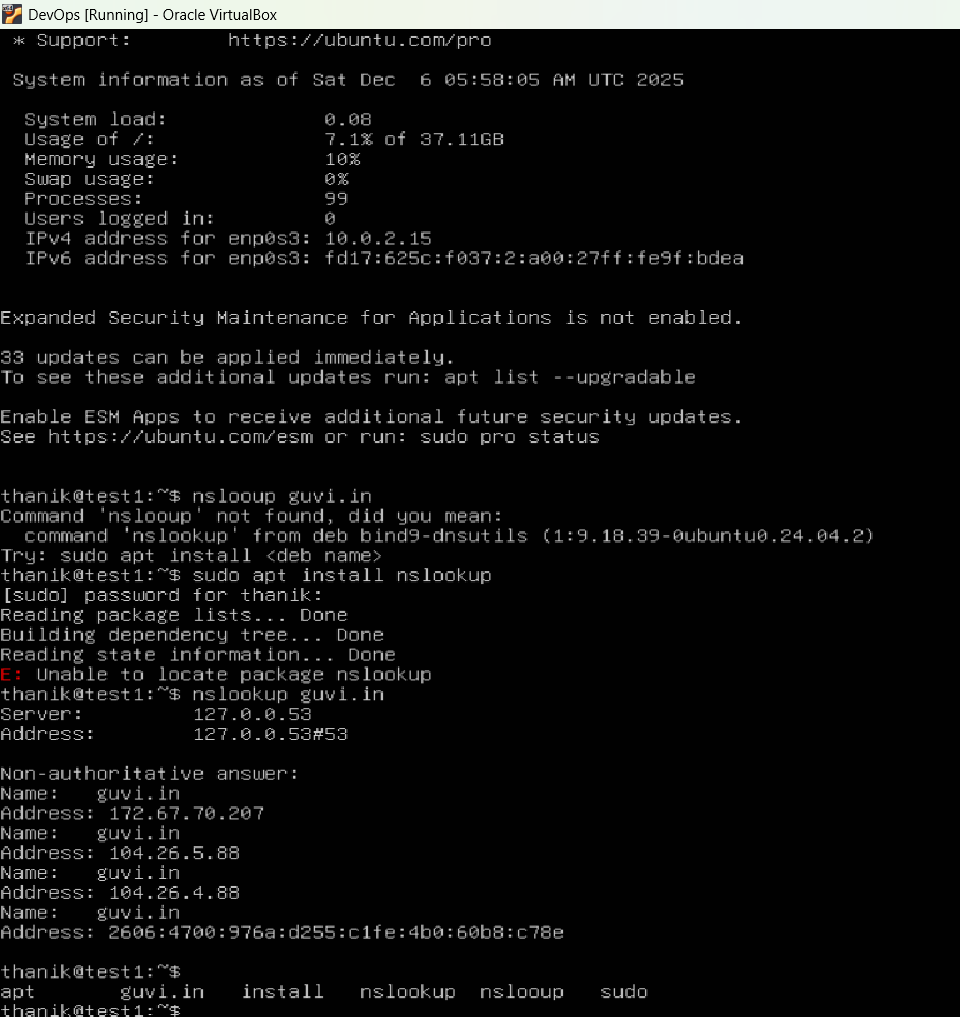 DevOps [Running] - Oracle VirtualBox
* Support: https://ubuntu.com/pro
System information as of Sat Dec 6 05:58:05 AM UTC 2025
System load: 0.08
Usage of /: 7.1% of 37.11GB
Memory usage: 10%
Swap usage: 0%
Processes: 99
Users logged in: 0
IPv4 address for enp0s3: 10.0.2.15
IPv6 address for enp0s3: fd17:625c:f037:2:a00:27ff:fe9f:bdea
Expanded Security Maintenance for Applications is not enabled.
33 updates can be applied immediately.
To see these additional updates run: apt list --upgradable
Enable ESM Apps to receive additional future security updates.
See https://ubuntu.com/esm or run: sudo pro status
thanik@test1:~$ nslooup guvi.in
Command 'nslooup' not found, did you mean:
command 'nslookup' from deb bind9-dnsutils (1:9.18.39-0ubuntu0.24.04.2)
Try: sudo apt install <deb name>
thanik@test1:~$ sudo apt install nslookup
[sudo] password for thanik:
Reading package lists... Done
Building dependency tree... Done
Reading state information... Done
E: Unable to locate package nslookup
thanik@test1:~$ nslookup guvi.in
Server: 127.0.0.53
Address: 127.0.0.53#53
Non-authoritative answer:
Name: guvi.in
Address: 172.67.70.207
Name: guvi.in
Address: 104.26.5.88
Name: guvi.in
Address: 104.26.4.88
Name: guvi.in
Address: 2606:4700:976a:d255:c1fe:4b0:60b8:c78e
thanik@test1:~$
apt guvi.in install nslookup nslooup sudo
thanik@test1:~$